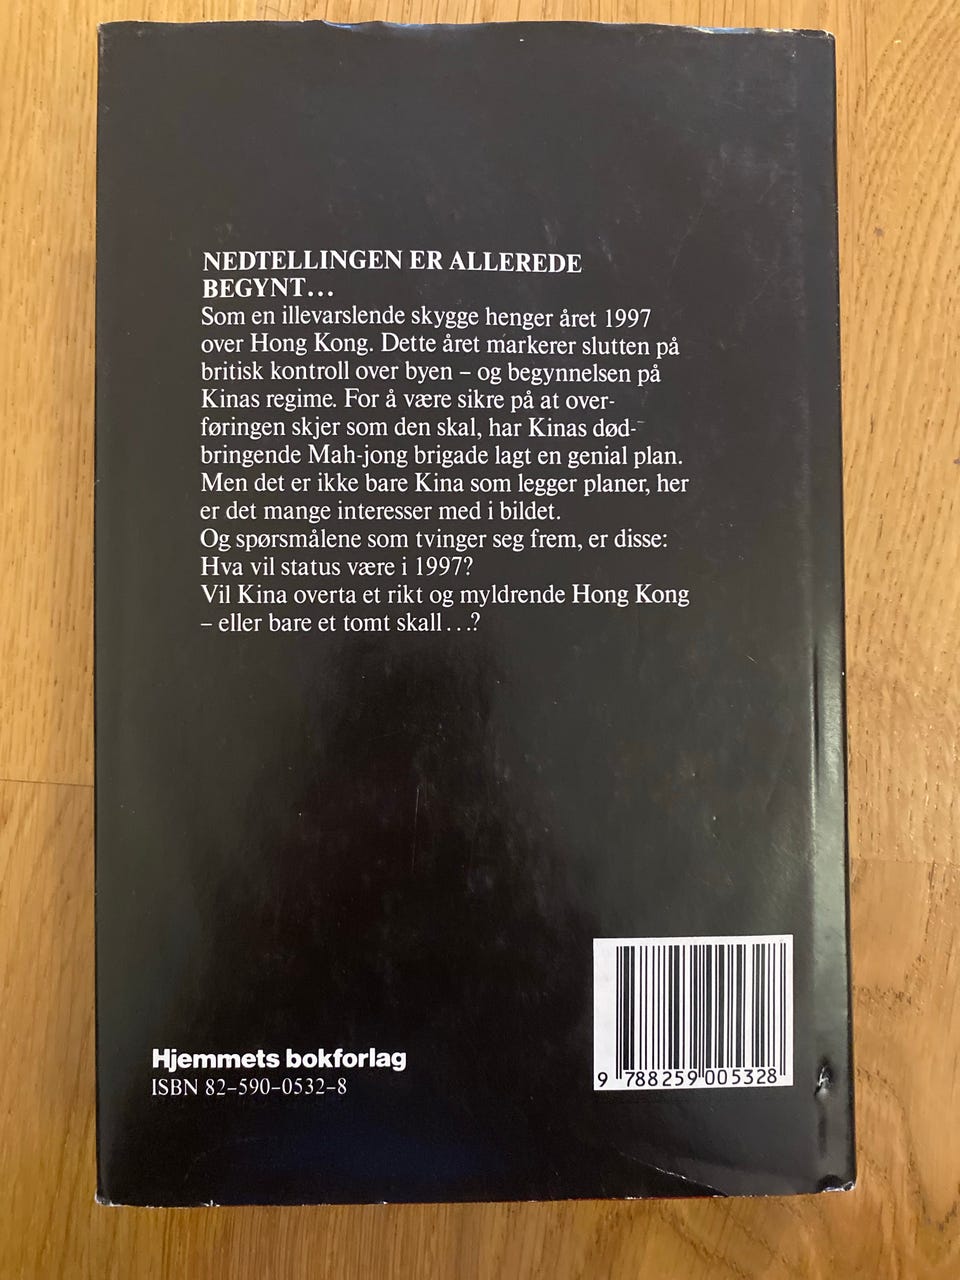 NEDTELLINGEN ER ALLEREDE
BEGYNT...
Som en illevarslende skygge henger året 1997
over Hong Kong. Dette året markerer slutten på
britisk kontroll over byen – og begynnelsen på
Kinas regime. For å være sikre på at over-
føringen skjer som den skal, har Kinas død-
bringende Mah-jong brigade lagt en genial plan.
Men det er ikke bare Kina som legger planer, her
er det mange interesser med i bildet.
Og spørsmålene som tvinger seg frem, er disse:
Hva vil status være i 1997?
Vil Kina overta et rikt og myldrende Hong Kong
– eller bare et tomt skall...?
Hjemmets bokforlag
ISBN 82-590-0532-8
9 788259 005328